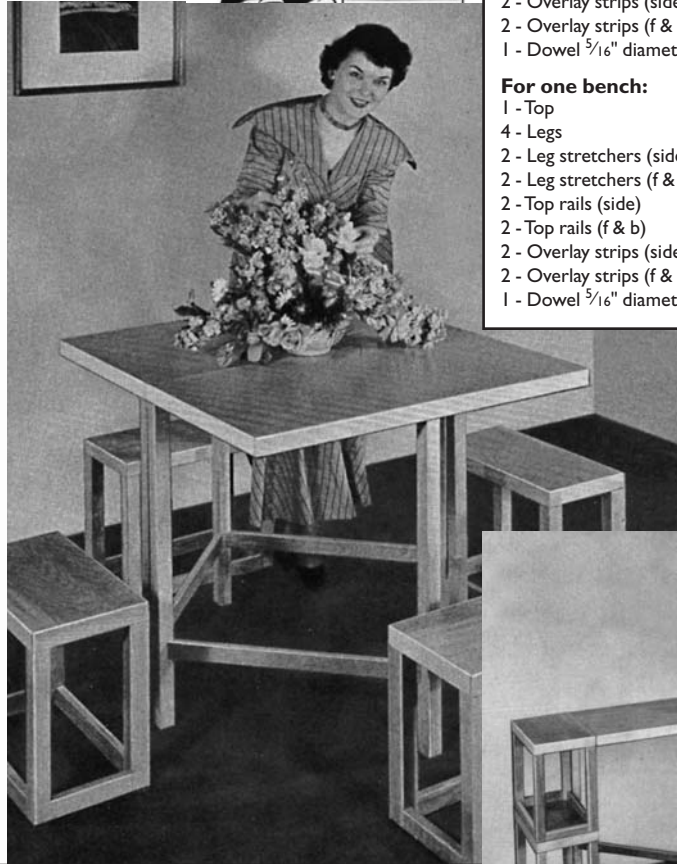 2 - Overlay strips (side
2 - Overlay strips (f &
1 - Dowel 5⁄16" diamet
For one bench:
1 - Top
4 - Legs
2 - Leg stretchers (side
2 - Leg stretchers (f &
2 - Top rails (side)
2 - Top rails (f & b)
2 - Overlay strips (side
2 - Overlay strips (f &
1 - Dowel 5⁄16" diamet